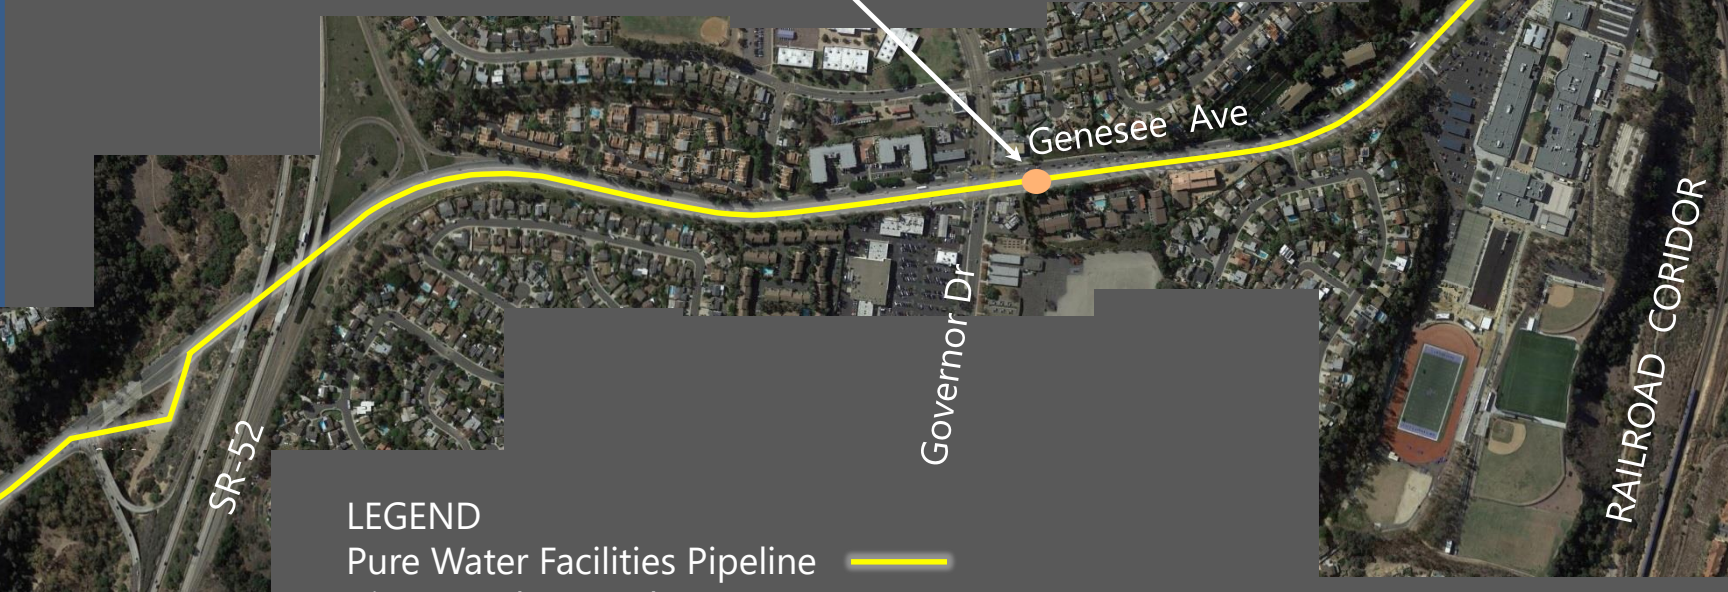 Genesee Ave
Governor Dr
SR-52
RAILROAD CORIDOR
LEGEND
Pure Water Facilities Pipeline